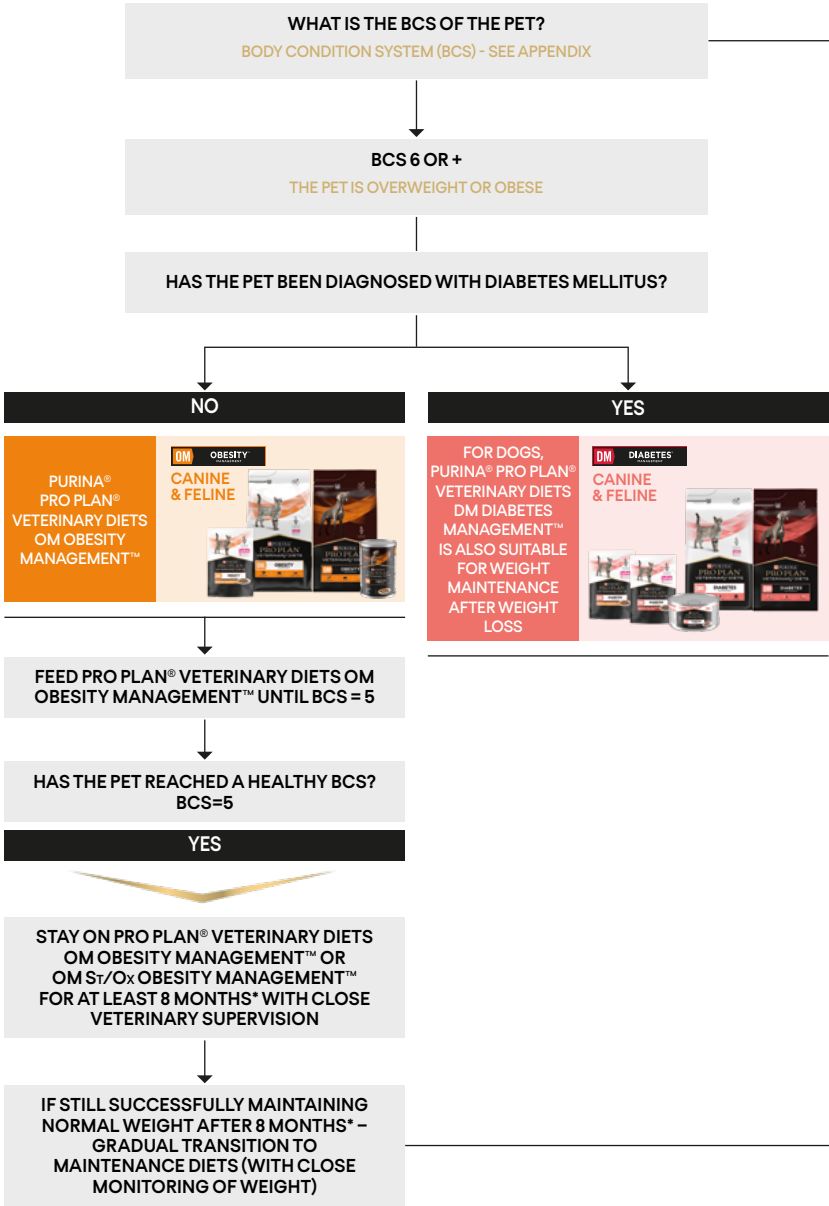 WHAT IS THE BCS OF THE PET?
BODY CONDITION SYSTEM (BCS) - SEE APPENDIX
BCS 6 OR +
THE PET IS OVERWEIGHT OR OBESE
HAS THE PET BEEN DIAGNOSED WITH DIABETES MELLITUS?
NO
PURINA®
PRO PLAN®
VETERINARY DIETS
OM OBESITY
MANAGEMENT™
OM OBESITY
MANAGEMENT
CANINE
& FELINE
YES
FOR DOGS,
PURINA® PRO PLAN®
VETERINARY DIETS
DM DIABETES
MANAGEMENT™
IS ALSO SUITABLE
FOR WEIGHT
MAINTENANCE
AFTER WEIGHT
LOSS
DM DIABETES
MANAGEMENT
CANINE
& FELINE
FEED PRO PLAN® VETERINARY DIETS OM
OBESITY MANAGEMENT™ UNTIL BCS = 5
HAS THE PET REACHED A HEALTHY BCS?
BCS=5
YES
STAY ON PRO PLAN® VETERINARY DIETS
OM OBESITY MANAGEMENT™ OR
OM ST/OX OBESITY MANAGEMENT™
FOR AT LEAST 8 MONTHS* WITH CLOSE
VETERINARY SUPERVISION
IF STILL SUCCESSFULLY MAINTAINING
NORMAL WEIGHT AFTER 8 MONTHS* –
GRADUAL TRANSITION TO
MAINTENANCE DIETS (WITH CLOSE
MONITORING OF WEIGHT)